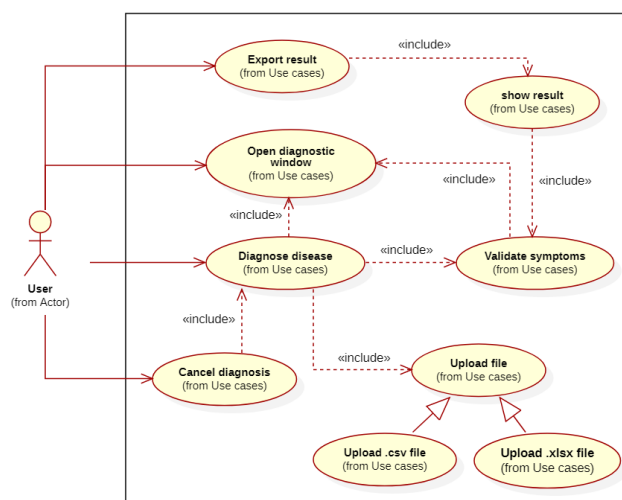 Export result
(from Use cases)
«include»
show result
(from Use cases)
Open diagnostic
window
(from Use cases)
«include»
«include»
«include»
Diagnose disease
(from Use cases)
«include»
Validate symptoms
(from Use cases)
User
(from Actor)
«include»
Cancel diagnosis
(from Use cases)
«include»
Upload file
(from Use cases)
Upload .csv file
(from Use cases)
Upload .xlsx file
(from Use cases)